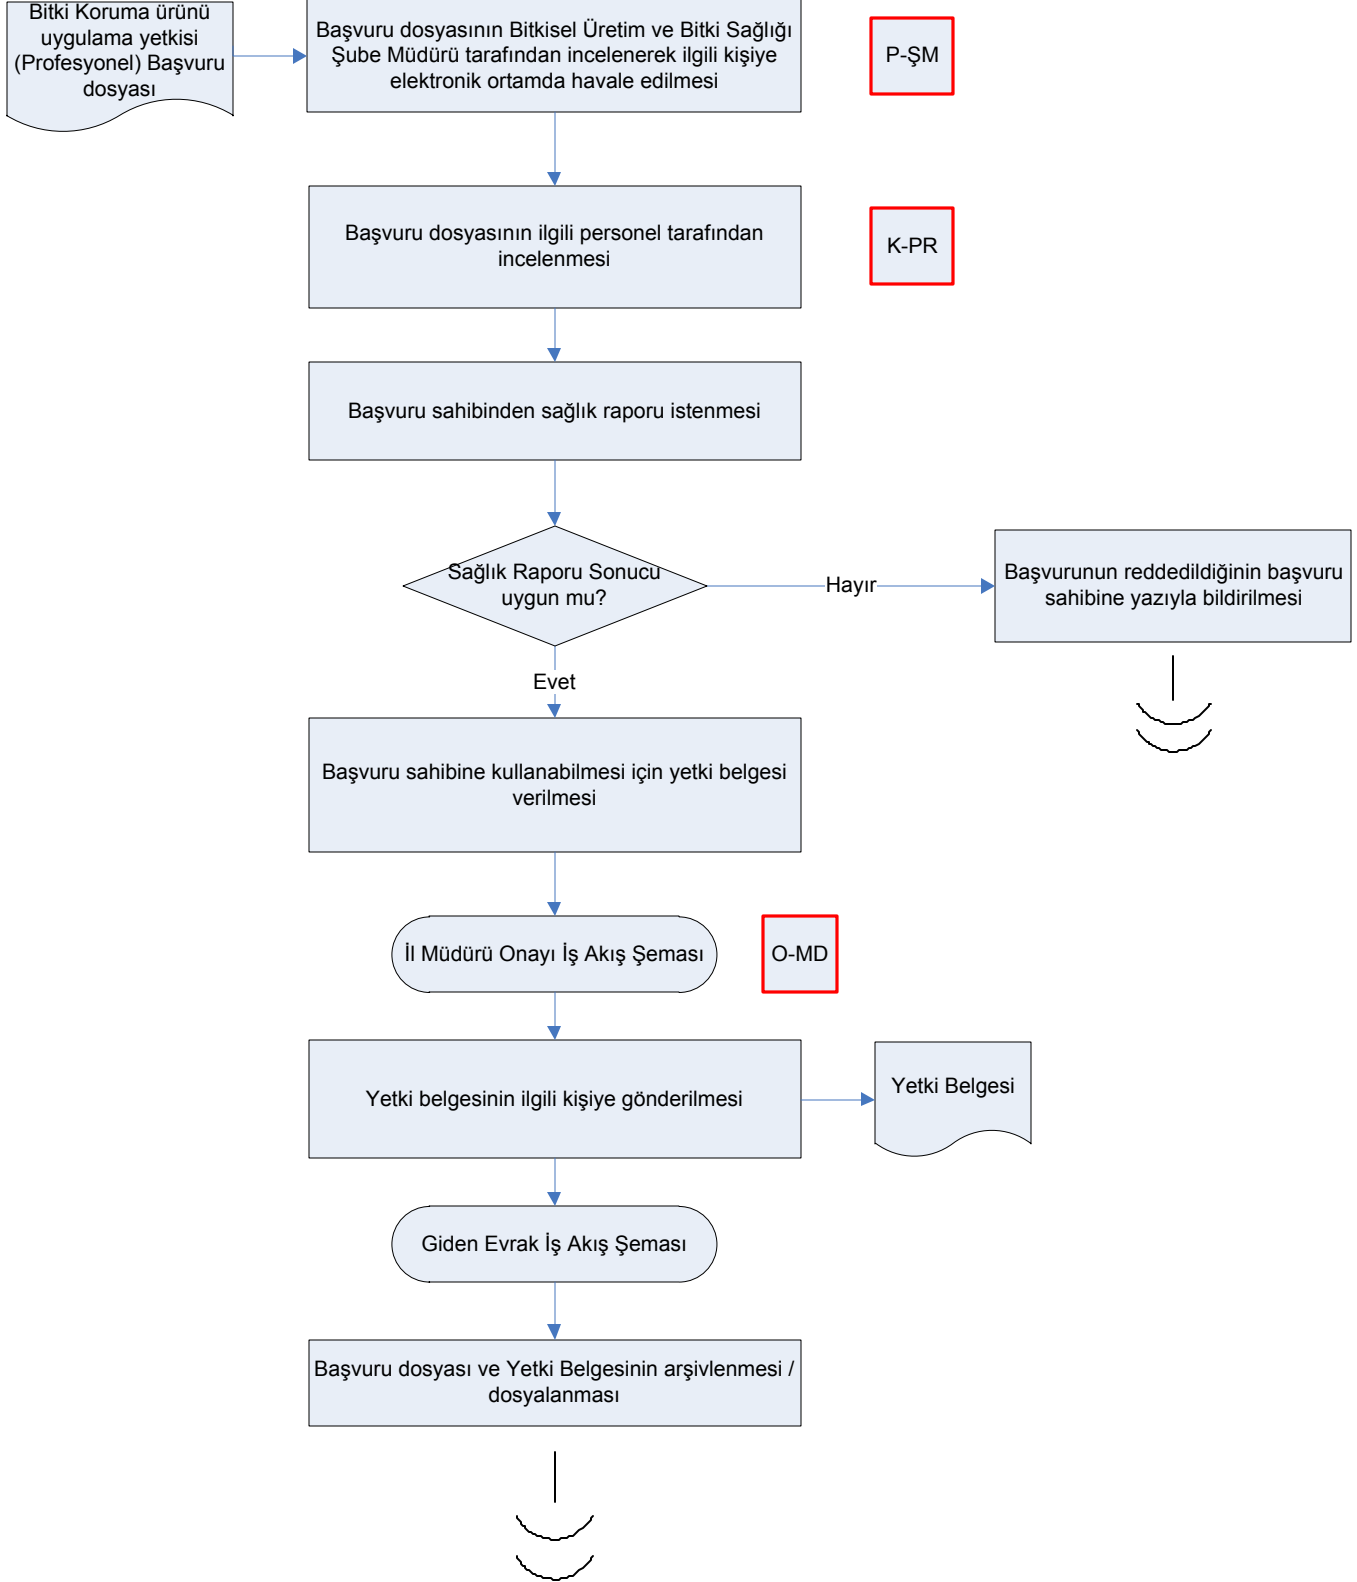 Bitki Koruma ürünü
uygulama yetkisi
(Profesyonel) Başvuru
dosyası
Başvuru dosyasının Bitkisel Üretim ve Bitki Sağlığı
Şube Müdürü tarafından incelenerek ilgili kişiye
elektronik ortamda havale edilmesi
P-ŞM
Başvuru dosyasının ilgili personel tarafından
incelenmesi
K-PR
Başvuru sahibinden sağlık raporu istenmesi
Sağlık Raporu Sonucu
uygun mu?
Hayır
Başvurunun reddedildiğinin başvuru
sahibine yazıyla bildirilmesi
Evet
Başvuru sahibine kullanabilmesi için yetki belgesi
verilmesi
İl Müdürü Onayı İş Akış Şeması
O-MD
Yetki belgesinin ilgili kişiye gönderilmesi
Yetki Belgesi
Giden Evrak İş Akış Şeması
Başvuru dosyası ve Yetki Belgesinin arşivlenmesi /
dosyalanması